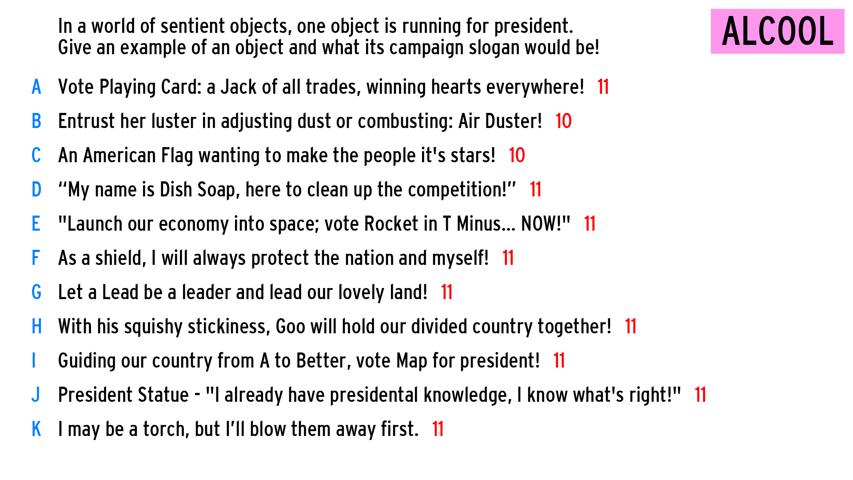 In a world of sentient objects, one object is running for president.
Give an example of an object and what its campaign slogan would be!
ALCOOL
A Vote Playing Card: a Jack of all trades, winning hearts everywhere! 11
B Entrust her luster in adjusting dust or combusting: Air Duster! 10
C An American Flag wanting to make the people it's stars! 10
D “My name is Dish Soap, here to clean up the competition!” 11
E "Launch our economy into space; vote Rocket in T Minus... NOW!" 11
F As a shield, I will always protect the nation and myself! 11
G Let a Lead be a leader and lead our lovely land! 11
H With his squishy stickiness, Goo will hold our divided country together! 11
I Guiding our country from A to Better, vote Map for president! 11
J President Statue - "I already have presidental knowledge, I know what's right!" 11
K I may be a torch, but I’ll blow them away first. 11